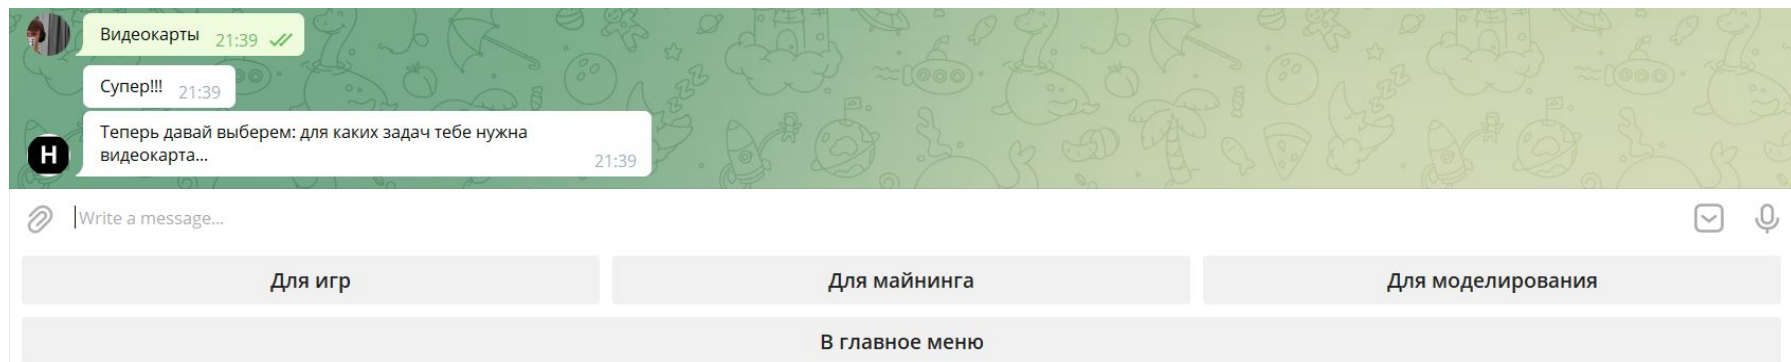 Видеокарты 21:39
Супер!!! 21:39
Теперь давай выберем: для каких задач тебе нужна
видеокарта... 21:39
H
Write a message...
Для игр
Для майнинга
Для моделирования
В главное меню